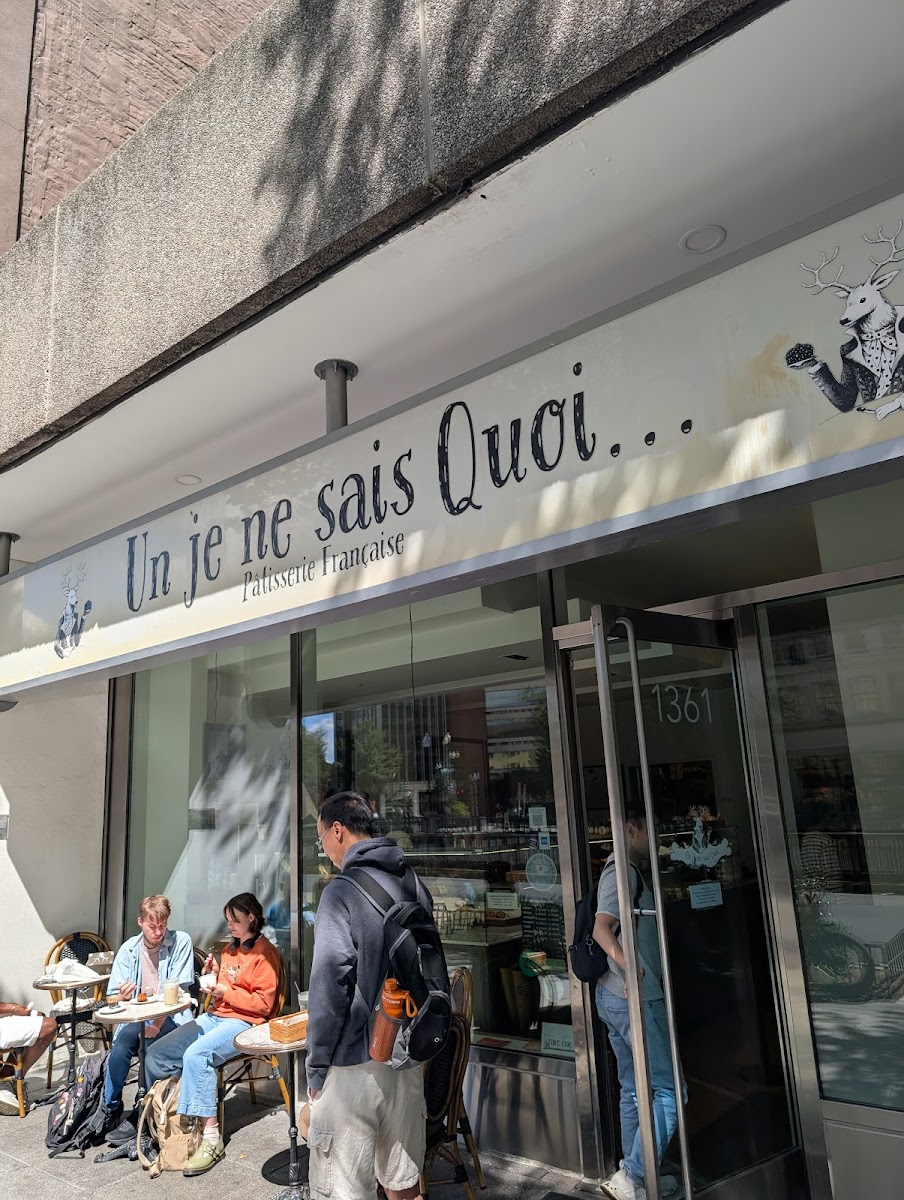 Un je ne sais Quoi...
Pâtisserie Française
1361